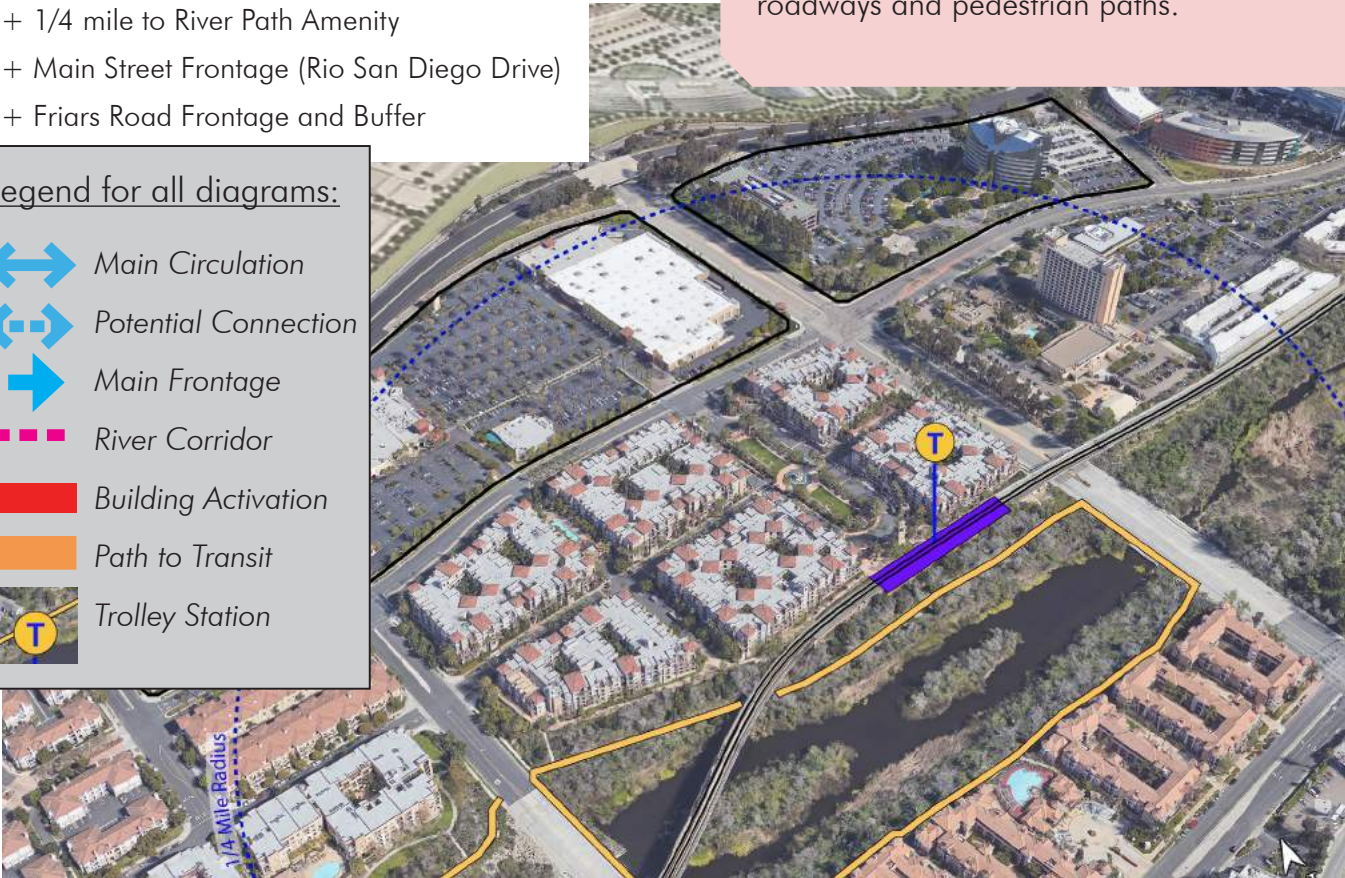 + 1/4 mile to River Path Amenity
+ Main Street Frontage (Rio San Diego Drive)
+ Friars Road Frontage and Buffer
roadways and pedestrian paths.
egend for all diagrams:
Main Circulation
Potential Connection
Main Frontage
River Corridor
Building Activation
Path to Transit
T
Trolley Station
T
1/4 Mile Radius